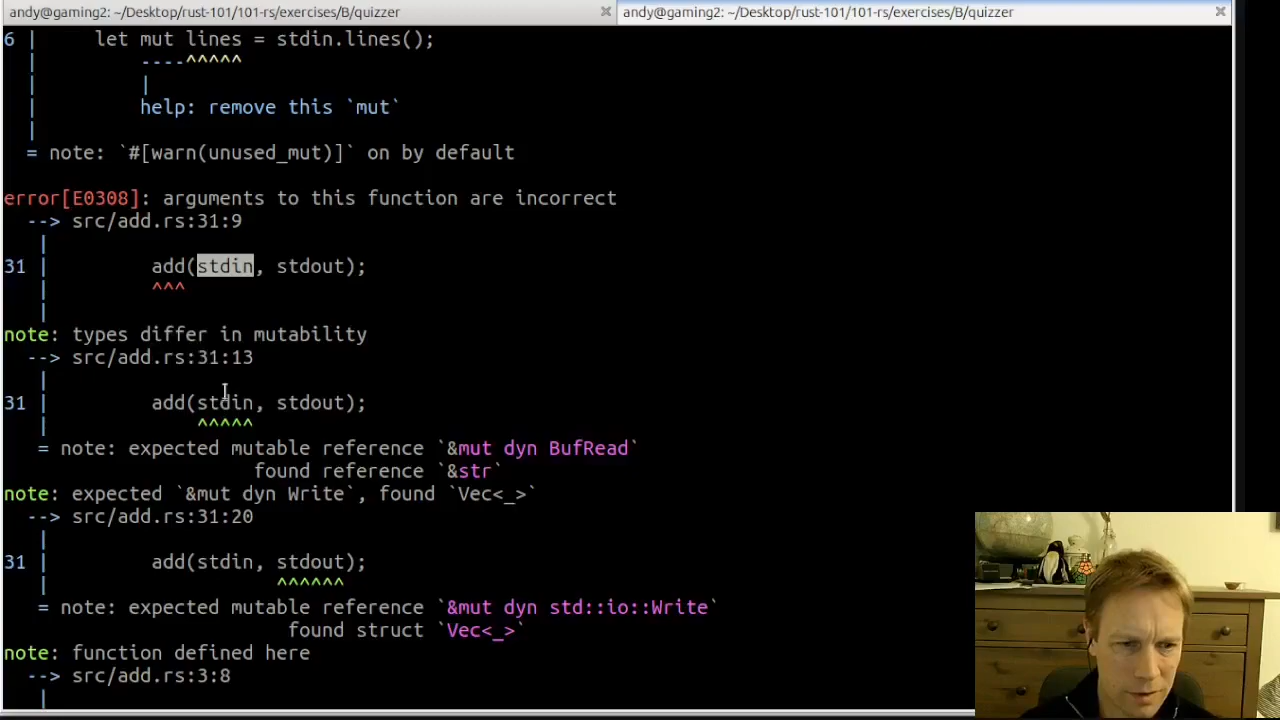 andy@gaming2: ~/Desktop/rust-101/101-rs/exercises/B/quizzer
andy@gaming2: ~/Desktop/rust-101/101-rs/exercises/B/quizzer
6 |     let mut lines = stdin.lines();
  |         ----^^^^^
  |         |
  |         help: remove this `mut`
  |
  = note: `#[warn(unused_mut)]` on by default
error[E0308]: arguments to this function are incorrect
  --> src/add.rs:31:9
   |
31 |         add(stdin, stdout);
   |         ^^^
   |
note: types differ in mutability
  --> src/add.rs:31:13
   |
31 |         add(stdin, stdout);
   |             ^^^^^
   = note: expected mutable reference `&mut dyn BufRead`
                      found reference `&str`
note: expected `&mut dyn Write`, found `Vec<_>`
  --> src/add.rs:31:20
   |
31 |         add(stdin, stdout);
   |                    ^^^^^^
   = note: expected mutable reference `&mut dyn std::io::Write`
                         found struct `Vec<_>`
note: function defined here
  --> src/add.rs:3:8
   |